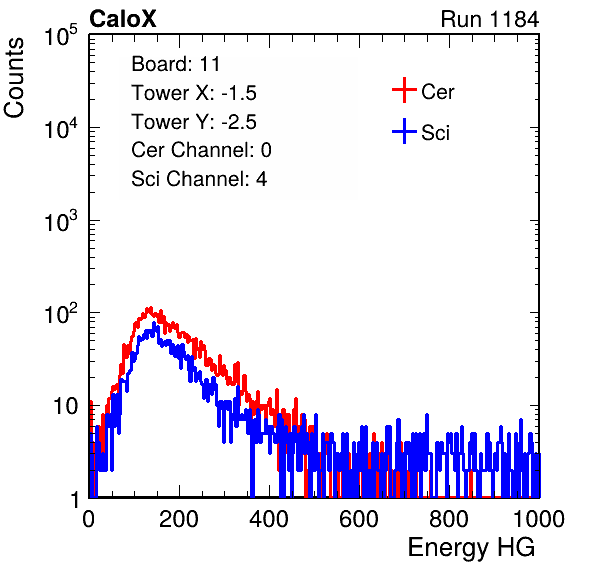 CaloX Run 1184
Counts
10^5
10^4
10^3
10^2
10
1
Board: 11
Tower X: -1.5
Tower Y: -2.5
Cer Channel: 0
Sci Channel: 4
Cer
Sci
0 200 400 600 800 1000
Energy HG